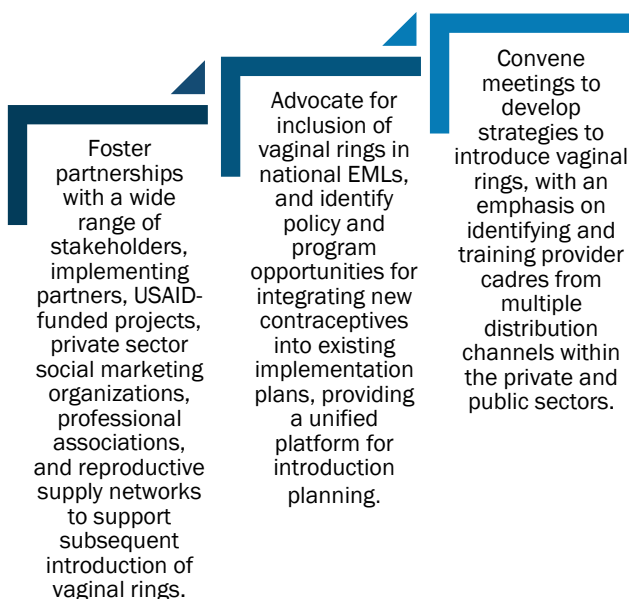 Foster
partnerships
with a wide
range of
stakeholders,
implementing
partners, USAID-
funded projects,
private sector
social marketing
organizations,
professional
associations,
and reproductive
supply networks
to support
subsequent
introduction of
vaginal rings.
Advocate for
inclusion of
vaginal rings in
national EMLs,
and identify
policy and
program
opportunities for
integrating new
contraceptives
into existing
implementation
plans, providing
a unified
platform for
introduction
planning.
Convene
meetings to
develop
strategies to
introduce vaginal
rings, with an
emphasis on
identifying and
training provider
cadres from
multiple
distribution
channels within
the private and
public sectors.